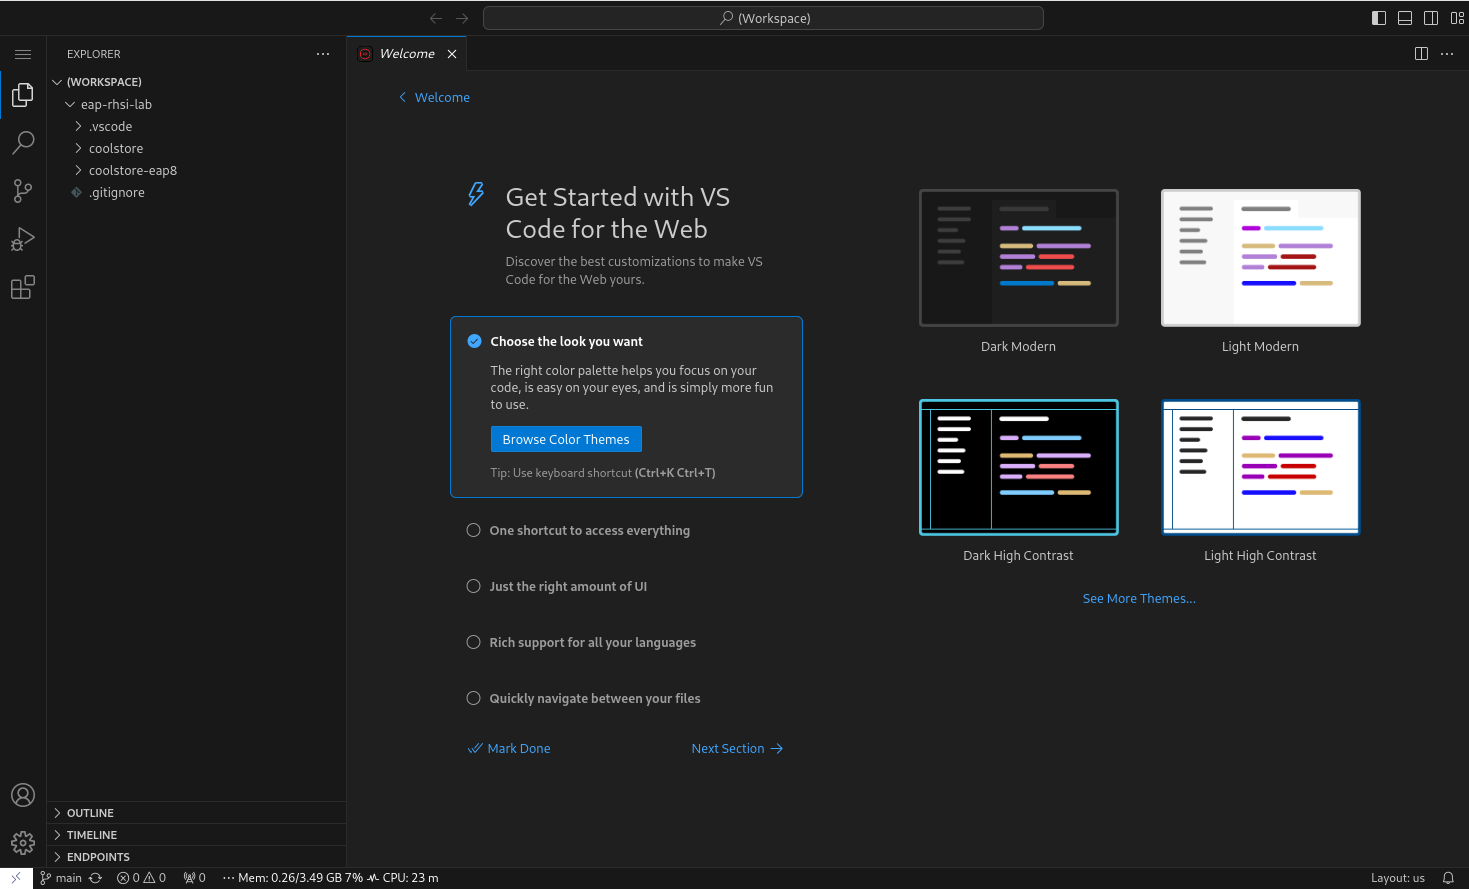 (Workspace)
EXPLORER
Welcome
(WORKSPACE)
eap-rhsi-lab
.vscode
coolstore
coolstore-eap8
.gitignore
Welcome
Get Started with VS
Code for the Web
Discover the best customizations to make VS
Code for the Web yours.
Choose the look you want
The right color palette helps you focus on your
code, is easy on your eyes, and is simply more fun
to use.
Browse Color Themes
Tip: Use keyboard shortcut (Ctrl+K Ctrl+T)
One shortcut to access everything
Just the right amount of UI
Rich support for all your languages
Quickly navigate between your files
Mark Done
Next Section
Dark Modern
Light Modern
Dark High Contrast
Light High Contrast
See More Themes...
OUTLINE
TIMELINE
ENDPOINTS
main 0 0 0 Mem: 0.26/3.49 GB 7% CPU: 23 m Layout: us